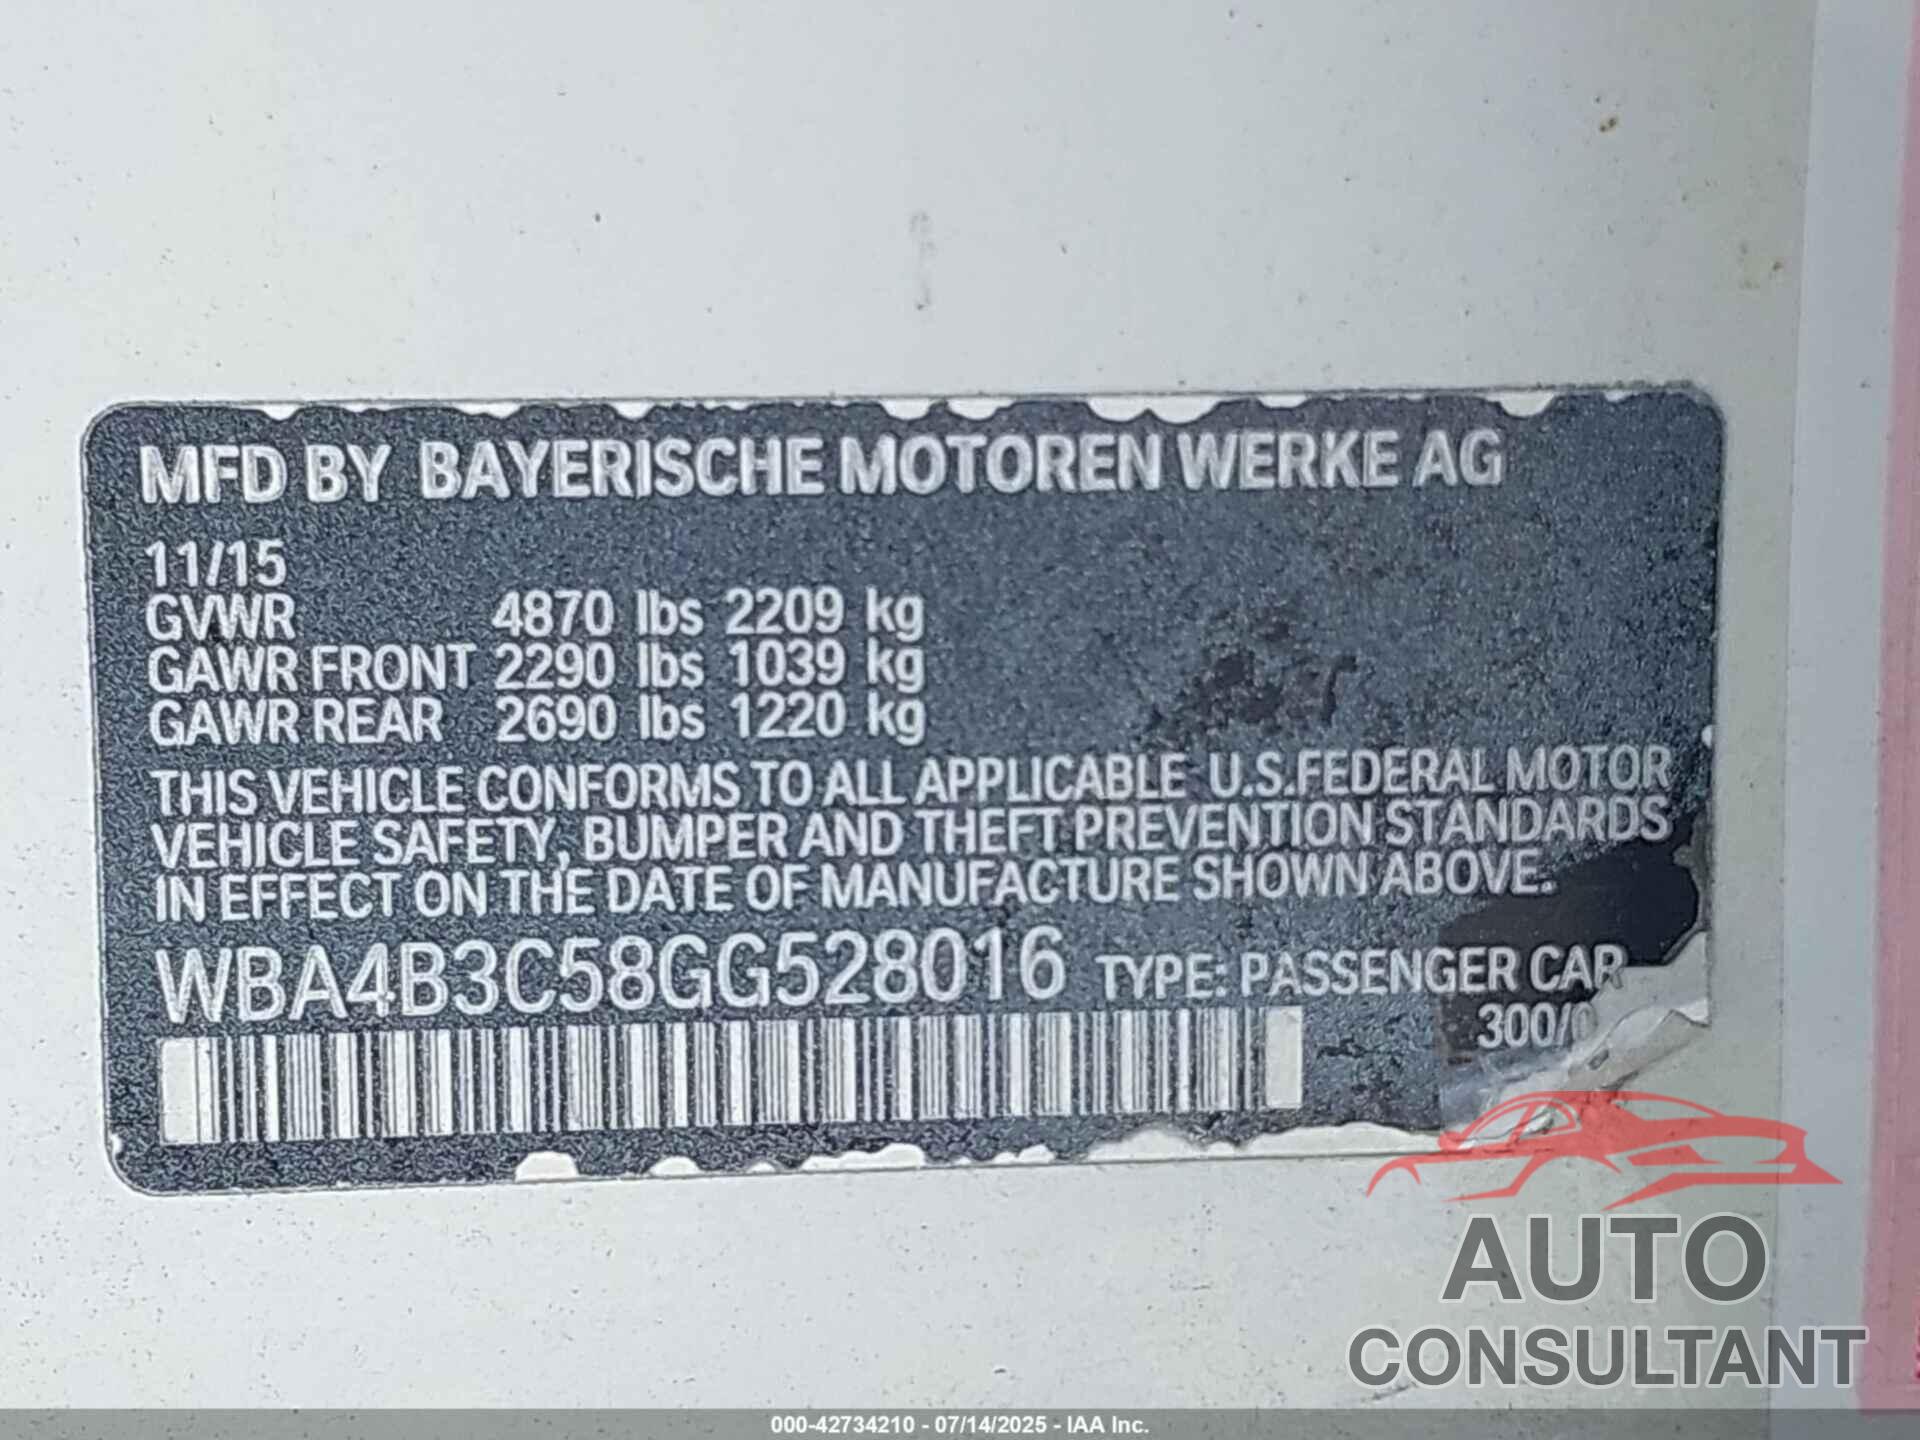 MFD BY BAYERISCHE MOTOREN WERKE AG
11/15
GVWR 4870 lbs 2209 kg
GAWR FRONT 2290 lbs 1039 kg
GAWR REAR 2690 lbs 1220 kg
THIS VEHICLE CONFORMS TO ALL APPLICABLE U.S.FEDERAL MOTOR
VEHICLE SAFETY, BUMPER AND THEFT PREVENTION STANDARDS
IN EFFECT ON THE DATE OF MANUFACTURE SHOWN ABOVE.
WBA4B3C58GG528016 TYPE: PASSENGER CAR
AUTO
CONSULTANT
000-42734210 - 07/14/2025 - IAA Inc.